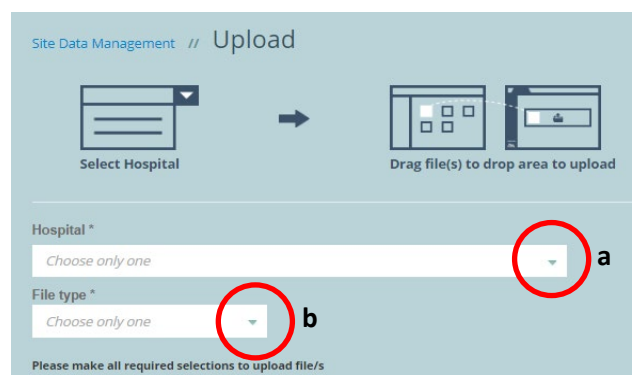 Site Data Management // Upload
Select Hospital
Drag file(s) to drop area to upload
Hospital *
Choose only one
a
File type *
Choose only one
b
Please make all required selections to upload file/s